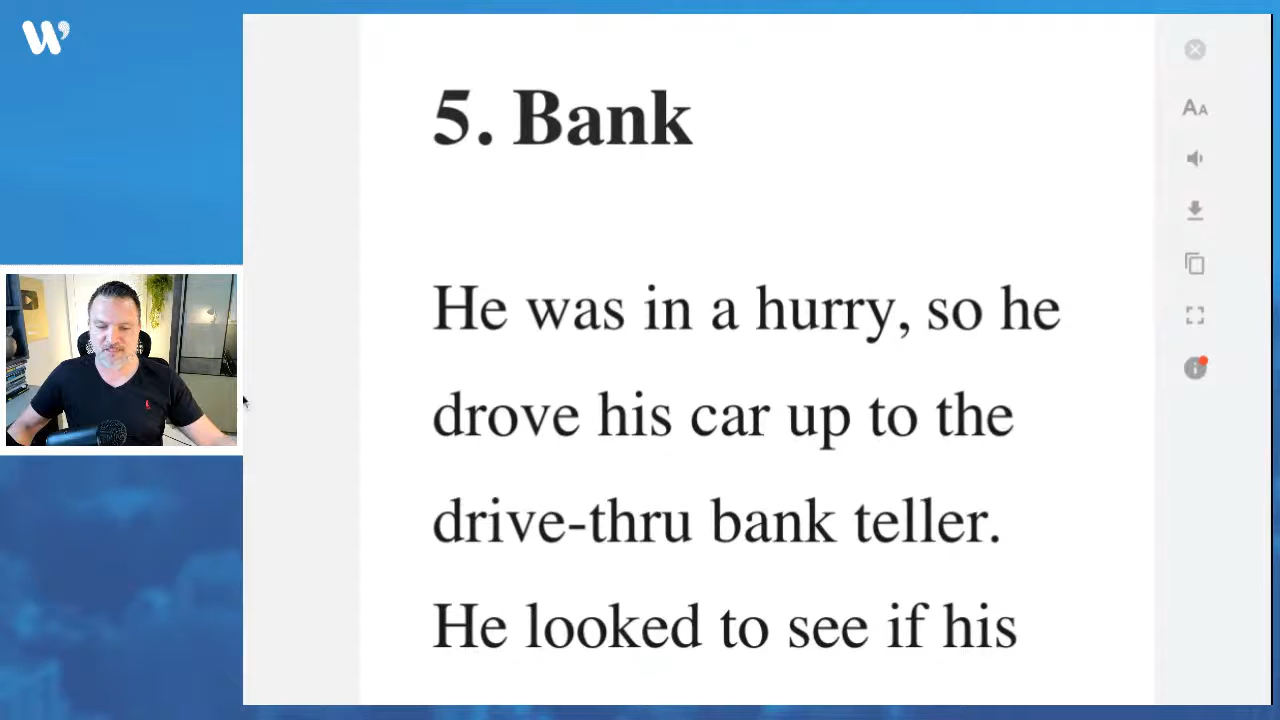 W'
5. Bank
He was in a hurry, so he
drove his car up to the
drive-thru bank teller.
He looked to see if his
AA